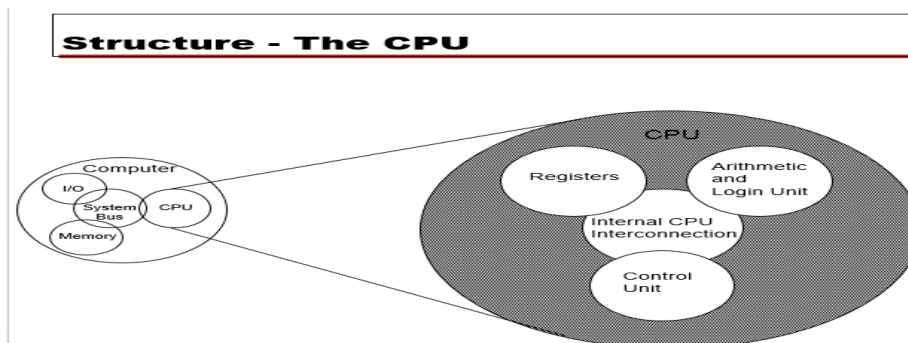 Structure - The CPU
Computer
I/O
System
Bus
CPU
Memory
CPU
Registers
Arithmetic
and
Login Unit
Internal CPU
Interconnection
Control
Unit